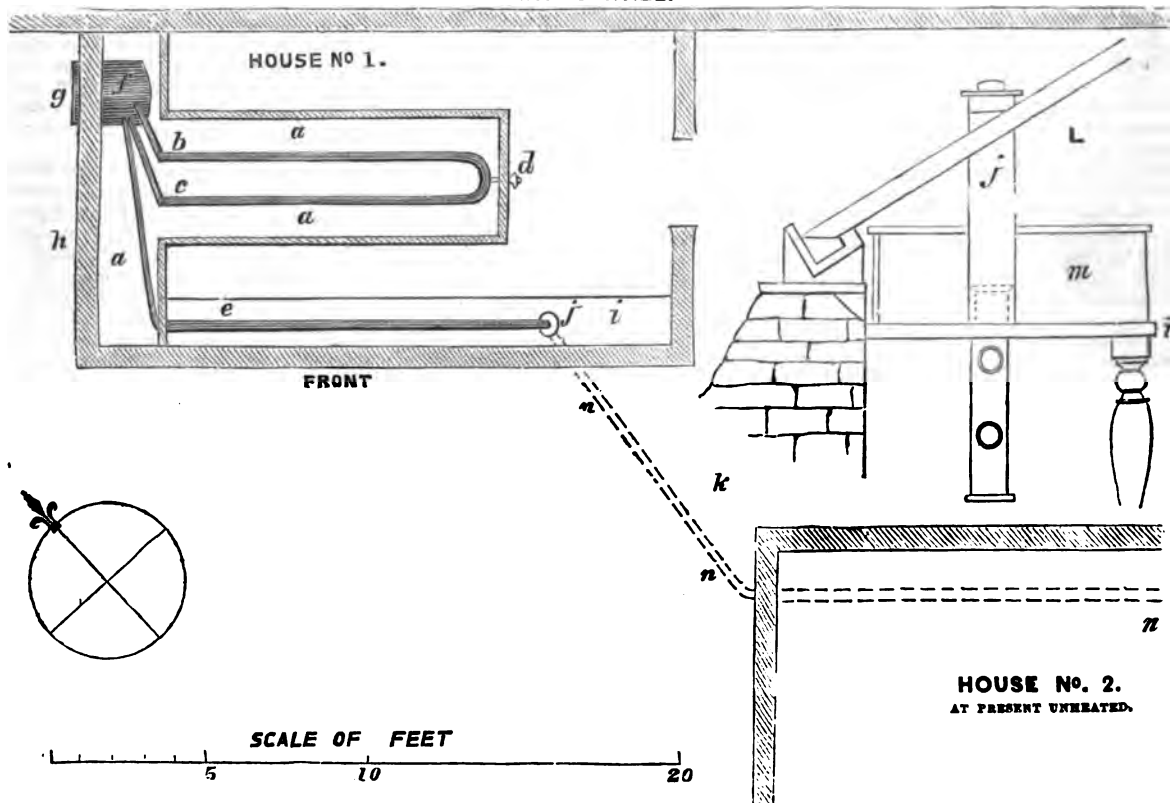 HOUSE No 1.
g
f
b
a
c
d
L
j
h
a
a
m
e
j
i
FRONT
n
k
n
n
HOUSE No. 2.
AT PRESENT UNHEATED.
SCALE OF FEET
5
10
20